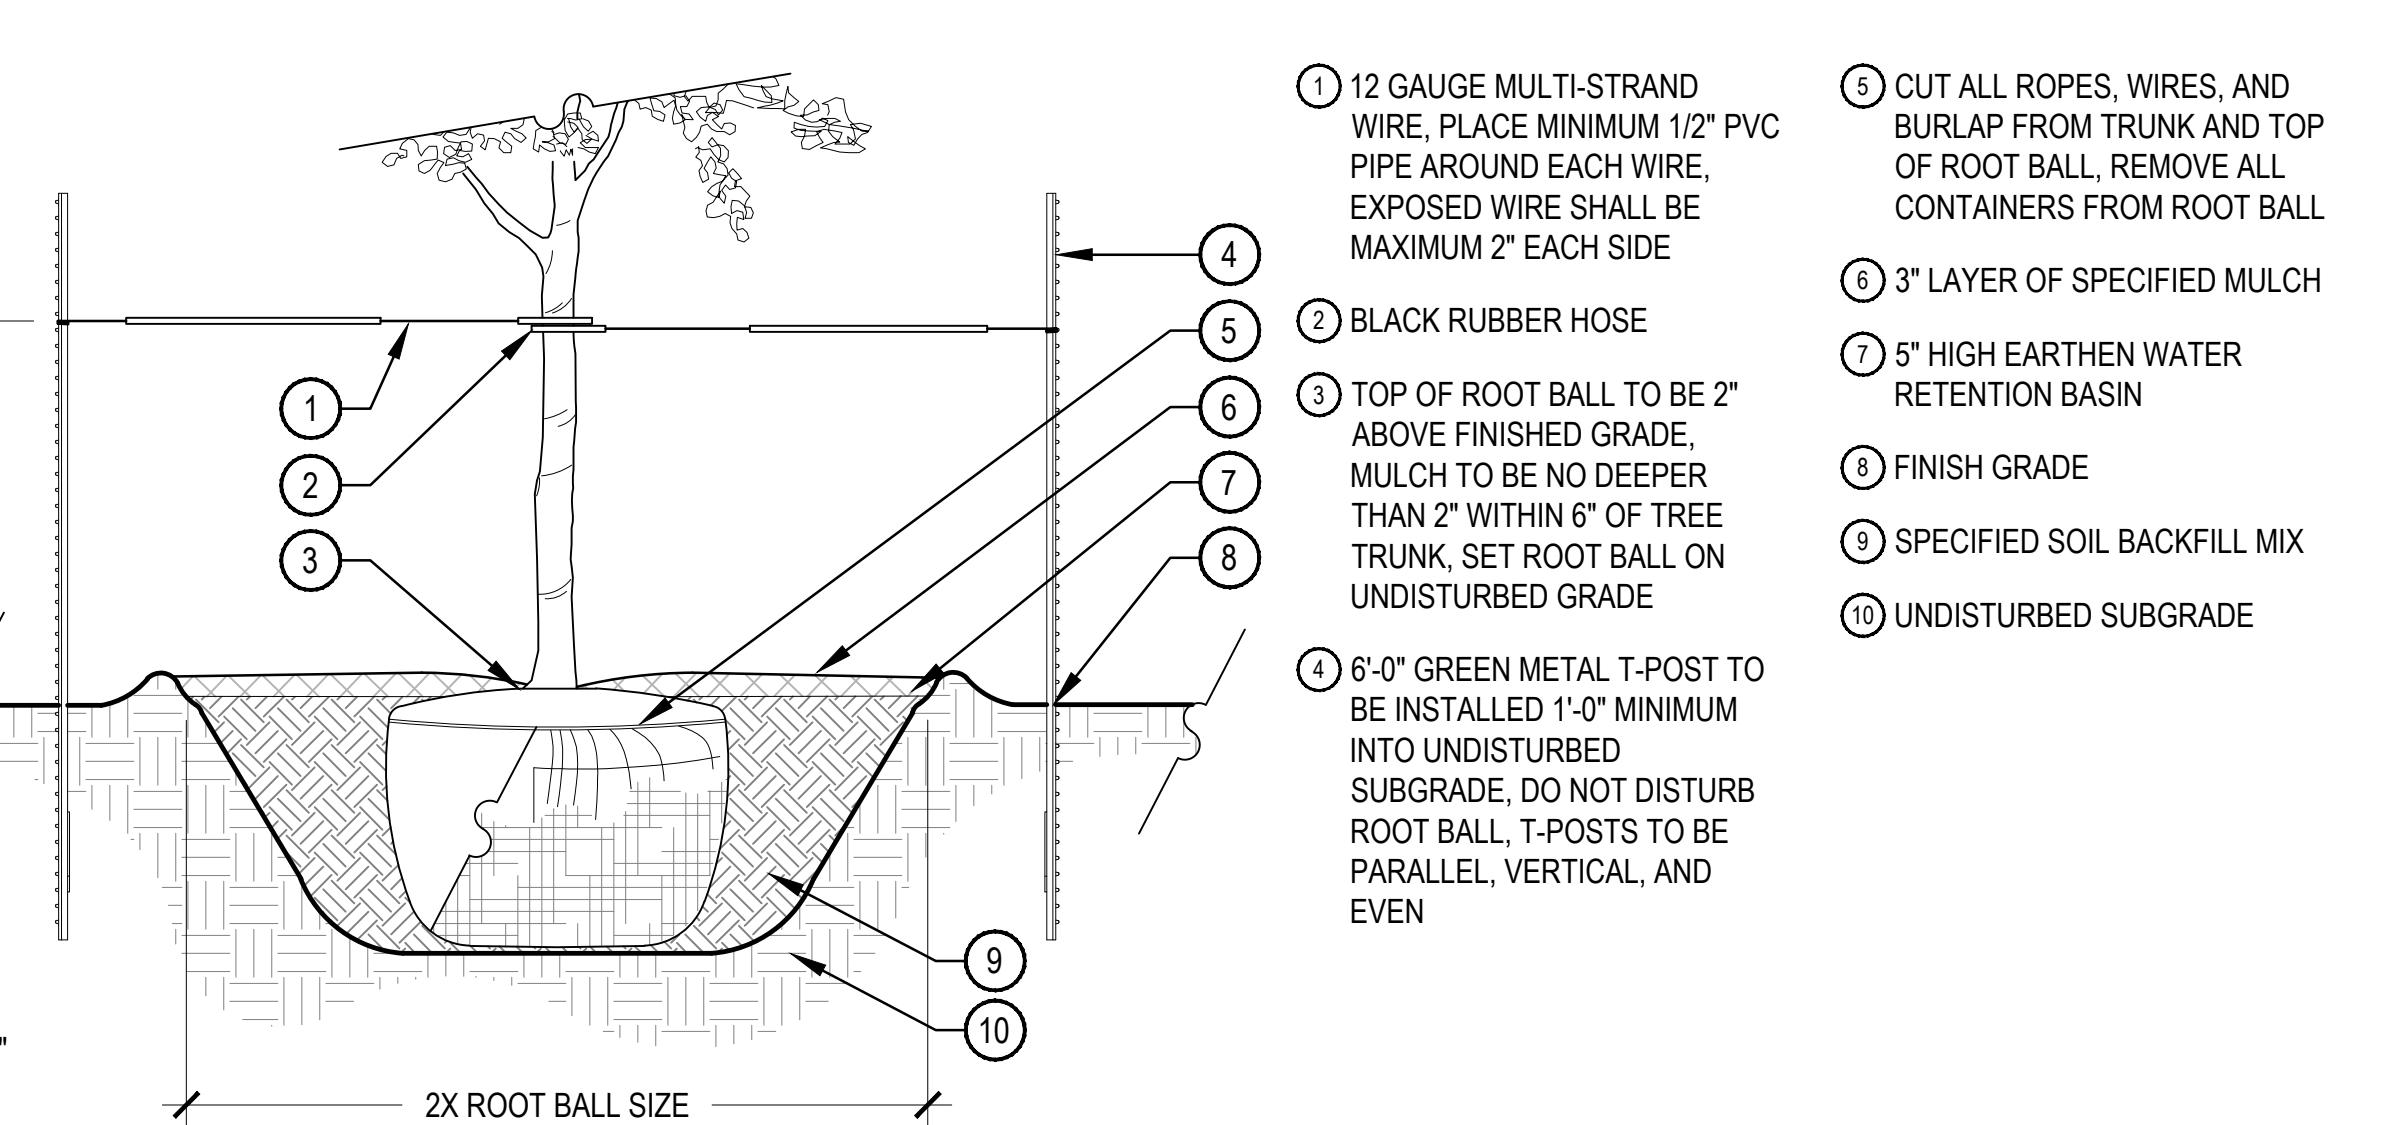 1
2
3
4
5
6
7
8
9
10
2X ROOT BALL SIZE
"
1 12 GAUGE MULTI-STRAND
WIRE, PLACE MINIMUM 1/2" PVC
PIPE AROUND EACH WIRE,
EXPOSED WIRE SHALL BE
MAXIMUM 2" EACH SIDE
2 BLACK RUBBER HOSE
3 TOP OF ROOT BALL TO BE 2"
ABOVE FINISHED GRADE,
MULCH TO BE NO DEEPER
THAN 2" WITHIN 6" OF TREE
TRUNK, SET ROOT BALL ON
UNDISTURBED GRADE
4 6'-0" GREEN METAL T-POST TO
BE INSTALLED 1'-0" MINIMUM
INTO UNDISTURBED
SUBGRADE, DO NOT DISTURB
ROOT BALL, T-POSTS TO BE
PARALLEL, VERTICAL, AND
EVEN
5 CUT ALL ROPES, WIRES, AND
BURLAP FROM TRUNK AND TOP
OF ROOT BALL, REMOVE ALL
CONTAINERS FROM ROOT BALL
6 3" LAYER OF SPECIFIED MULCH
7 5" HIGH EARTHEN WATER
RETENTION BASIN
8 FINISH GRADE
9 SPECIFIED SOIL BACKFILL MIX
10 UNDISTURBED SUBGRADE